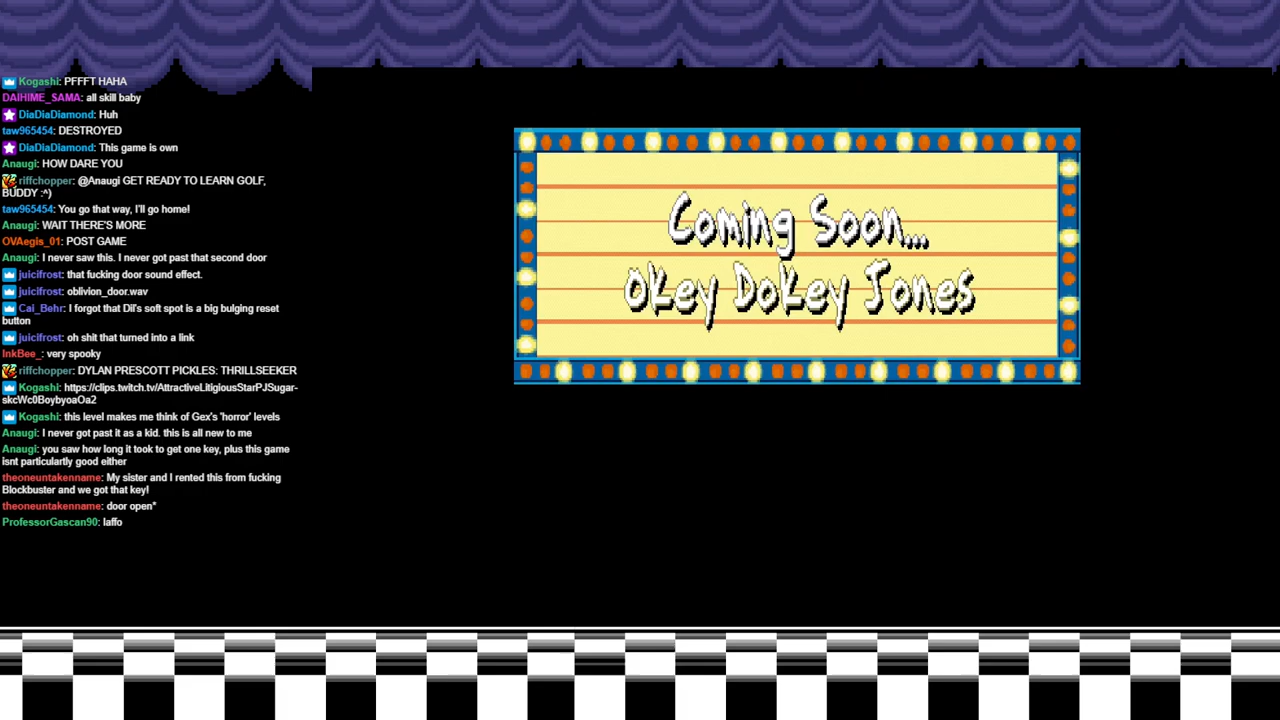 Kogashi: PFFFT HAHA
DAIHIME_SAMA: all skill baby
DiaDiaDiamond: Huh
taw965454: DESTROYED
DiaDiaDiamond: This game is own
Anaugi: HOW DARE YOU
riffchopper: @Anaugi GET READY TO LEARN GOLF,
BUDDY :^)
taw965454: You go that way, I'll go home!
Anaugi: WAIT THERE'S MORE
OVAegis_01: POST GAME
Anaugi: I never saw this. I never got past that second door
juicifrost: that fucking door sound effect.
juicifrost: oblivion_door.wav
Cai_Behr: I forgot that Dil's soft spot is a big bulging reset
button
juicifrost: oh shit that turned into a link
InkBee_: very spooky
riffchopper: DYLAN PRESCOTT PICKLES: THRILLSEEKER
Kogashi: https://clips.twitch.tv/AttractiveLitigiousStarPJSugar-
skcWc0BoybyoaOa2
Kogashi: this level makes me think of Gex's 'horror' levels
Anaugi: I never got past it as a kid. this is all new to me
Anaugi: you saw how long it took to get one key, plus this game
isnt particulartly good either
theoneuntakenname: My sister and I rented this from fucking
Blockbuster and we got that key!
theoneuntakenname: door open*
ProfessorGascan90: laffo
Coming Soon...
Okey Dokey Jones